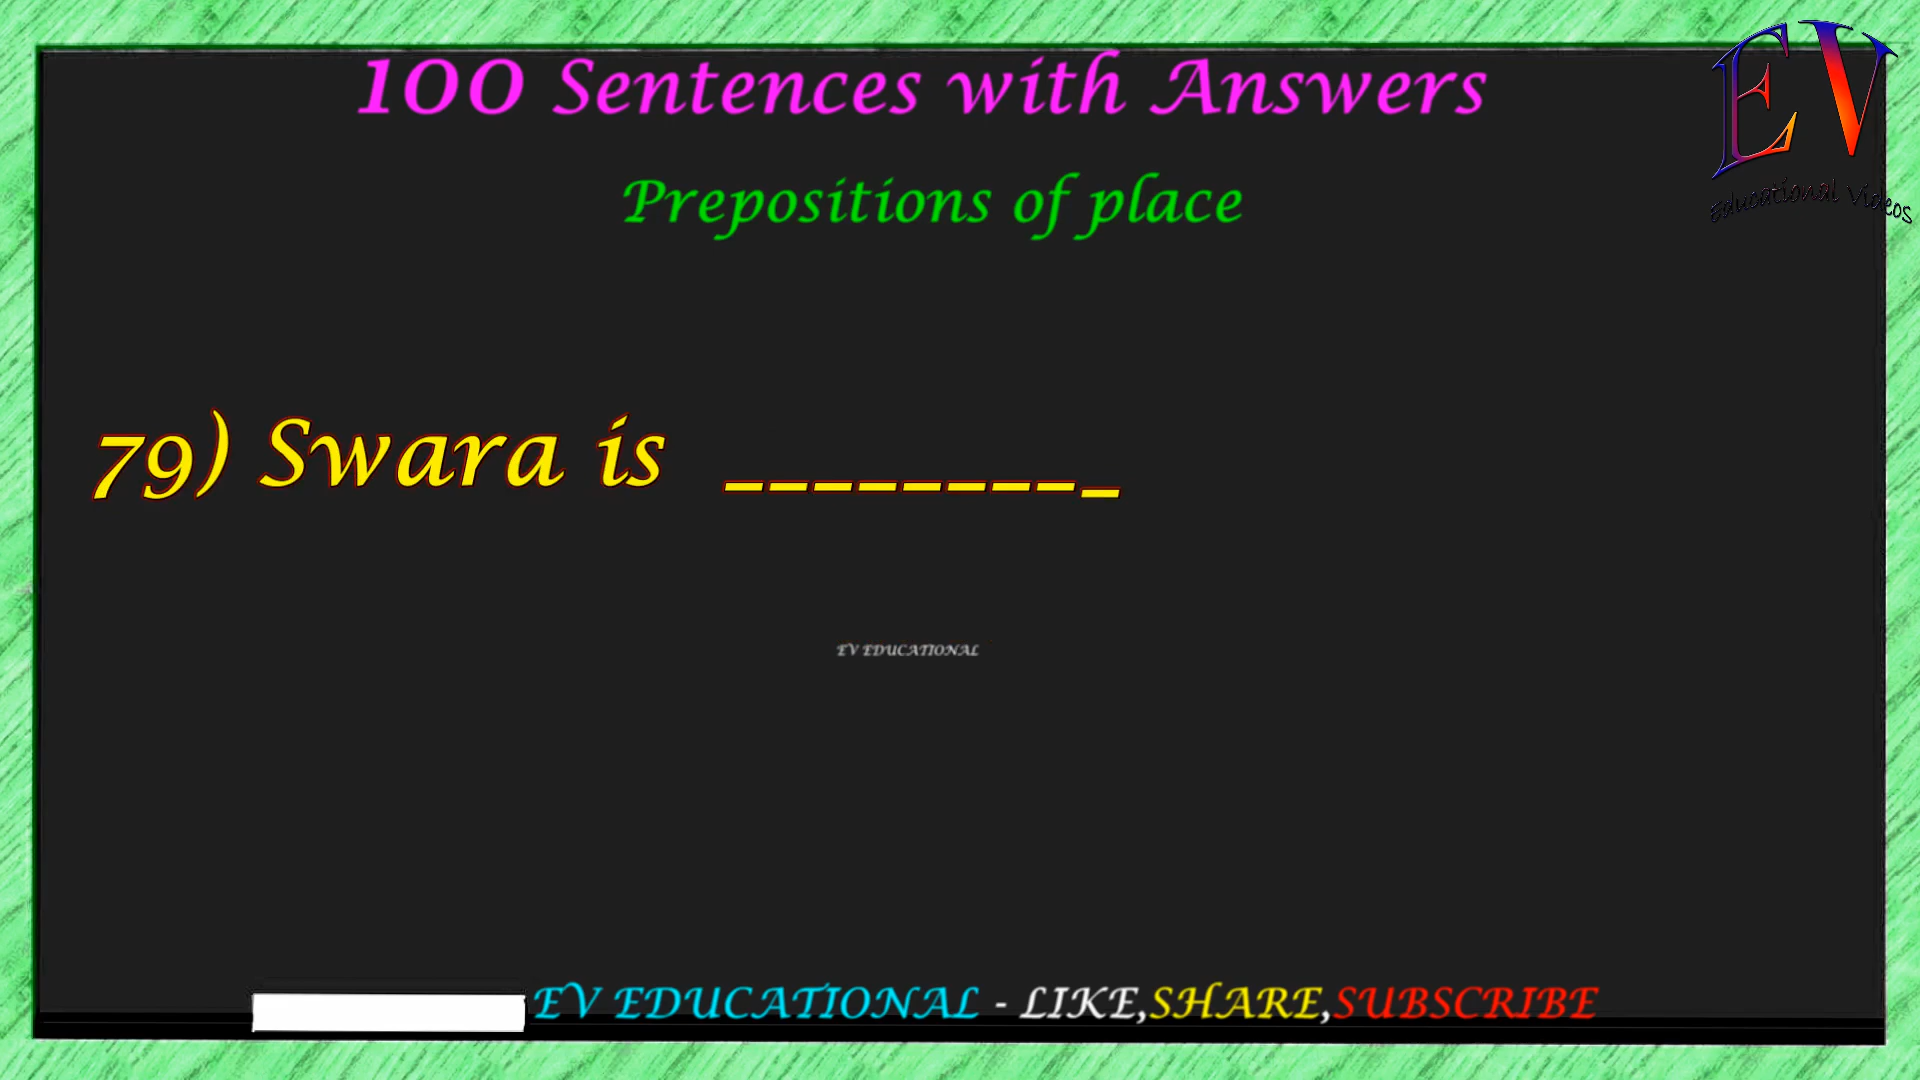 100 Sentences with Answers
EV
Educational Videos
Prepositions of place
79) Swara is _________
EV EDUCATIONAL
EV EDUCATIONAL - LIKE,SHARE,SUBSCRIBE